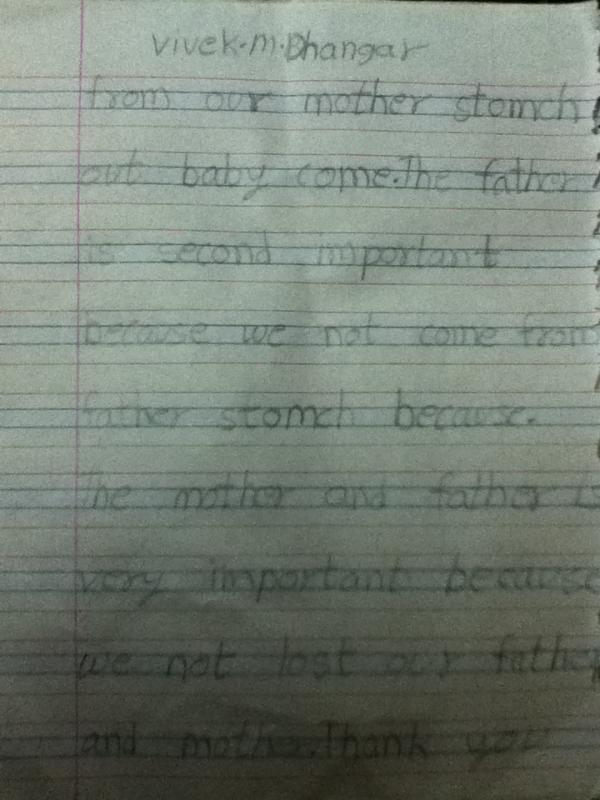 vivek.m.Dhangar
from our mother stomch
out baby come.The father
is second important
because we not come from
father stomch because.
The mother and father is
very important because
we not lost our father
and mother.Thank you